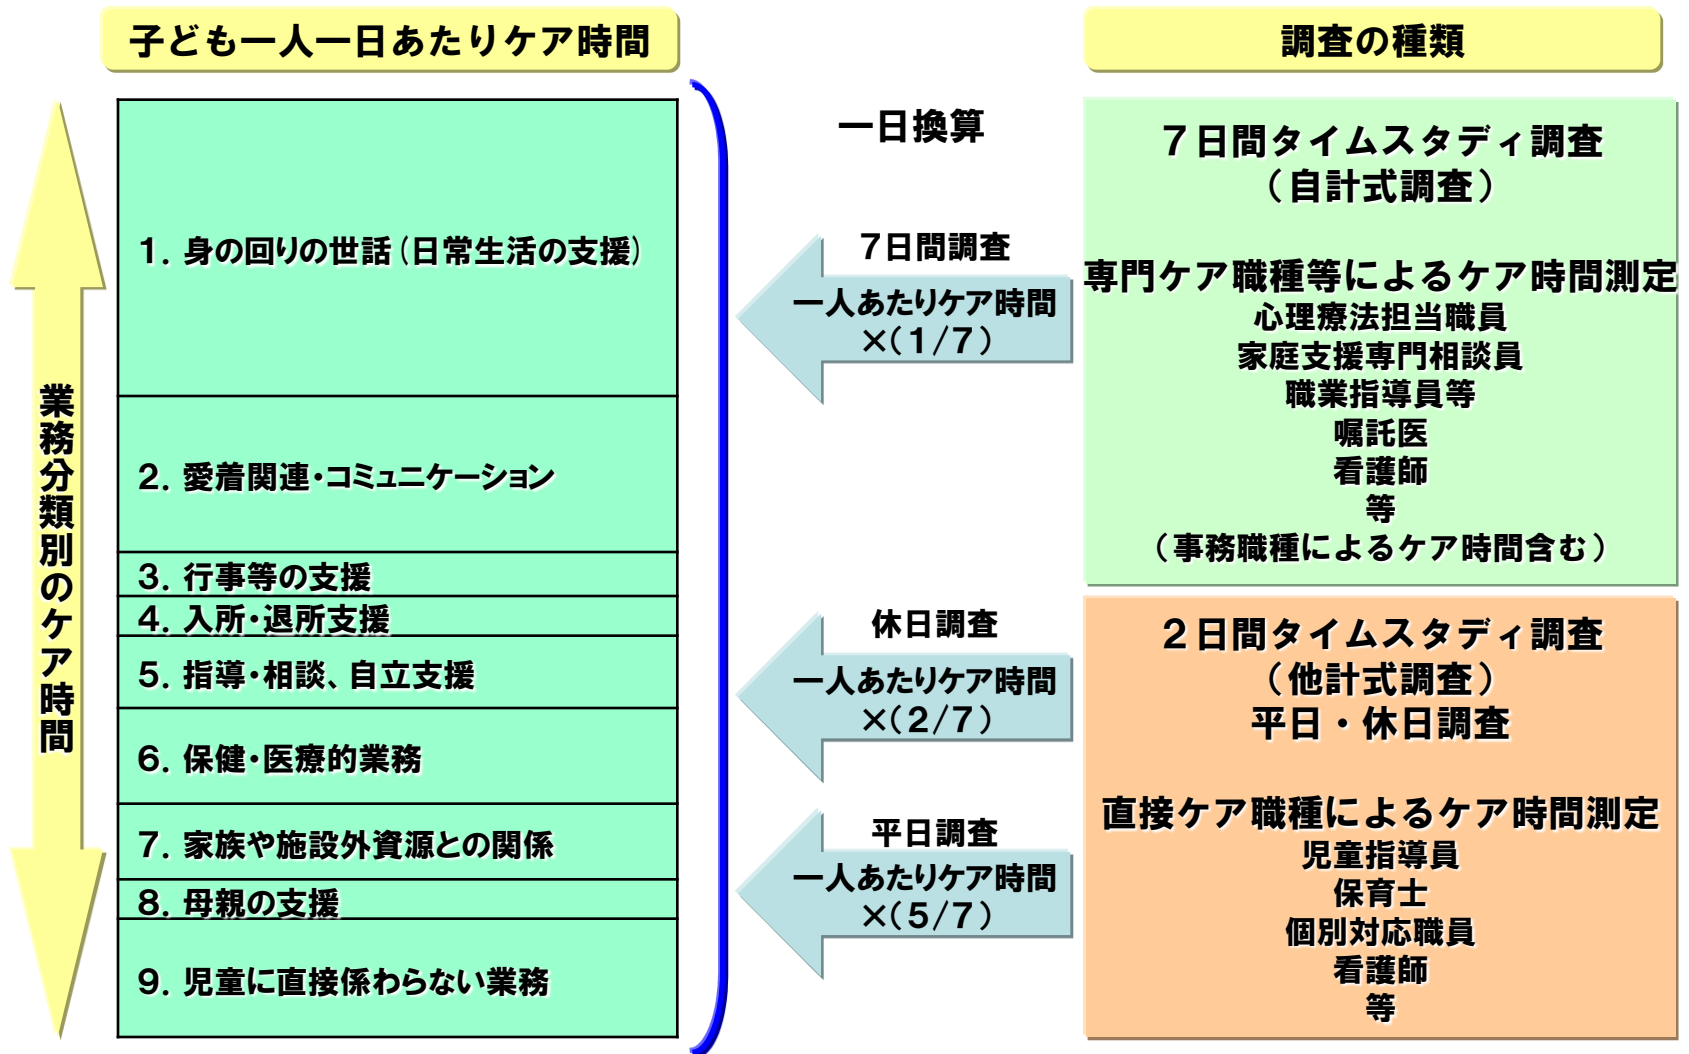 子ども一人一日あたりケア時間
業務分類別のケア時間
1. 身の回りの世話(日常生活の支援)
2. 愛着関連・コミュニケーション
3. 行事等の支援
4. 入所・退所支援
5. 指導・相談、自立支援
6. 保健・医療的業務
7. 家族や施設外資源との関係
8. 母親の支援
9. 児童に直接係わらない業務
一日換算
7日間調査
一人あたりケア時間
×(1/7)
休日調査
一人あたりケア時間
×(2/7)
平日調査
一人あたりケア時間
×(5/7)
調査の種類
7日間タイムスタディ調査
(自計式調査)
専門ケア職種等によるケア時間測定
心理療法担当職員
家庭支援専門相談員
職業指導員等
嘱託医
看護師
等
(事務職種によるケア時間含む)
2日間タイムスタディ調査
(他計式調査)
平日・休日調査
直接ケア職種によるケア時間測定
児童指導員
保育士
個別対応職員
看護師
等